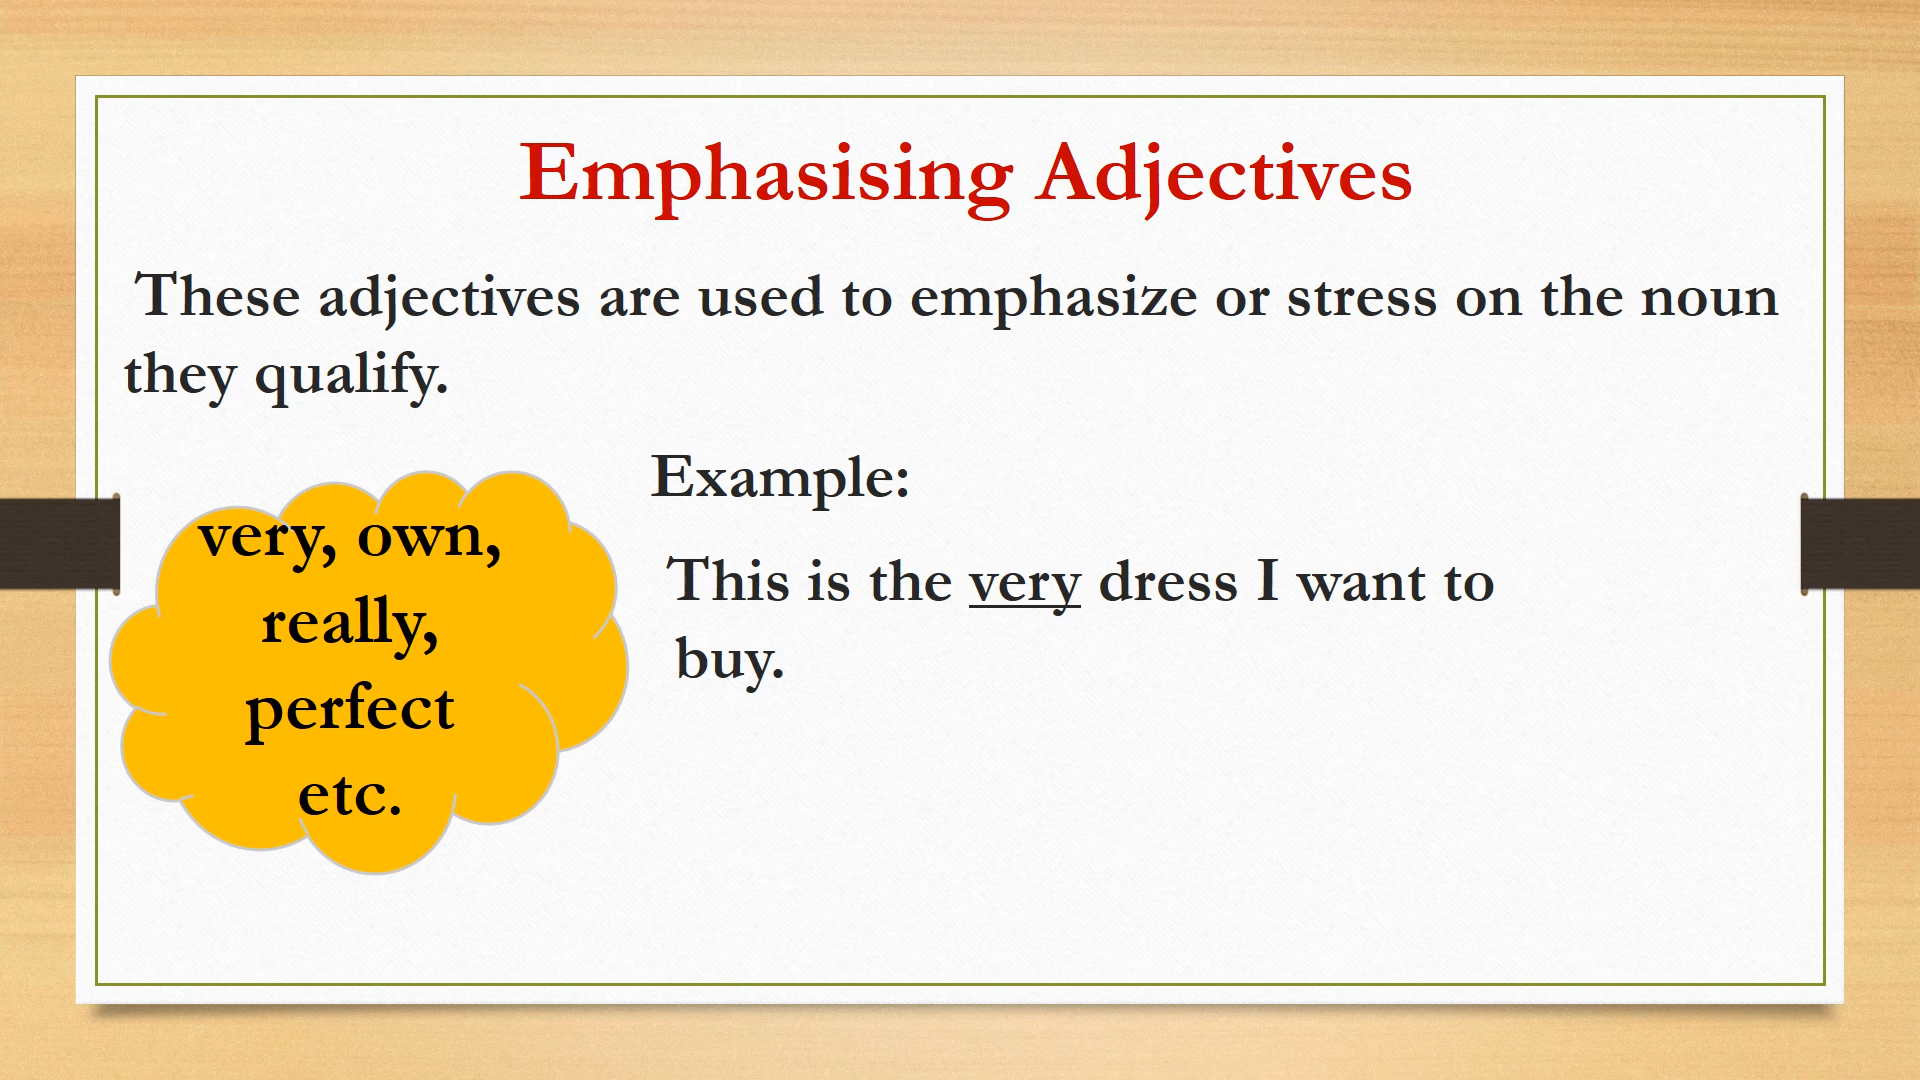 Emphasising Adjectives
These adjectives are used to emphasize or stress on the noun
they qualify.
very, own,
really,
perfect
etc.
Example:
This is the very dress I want to
buy.